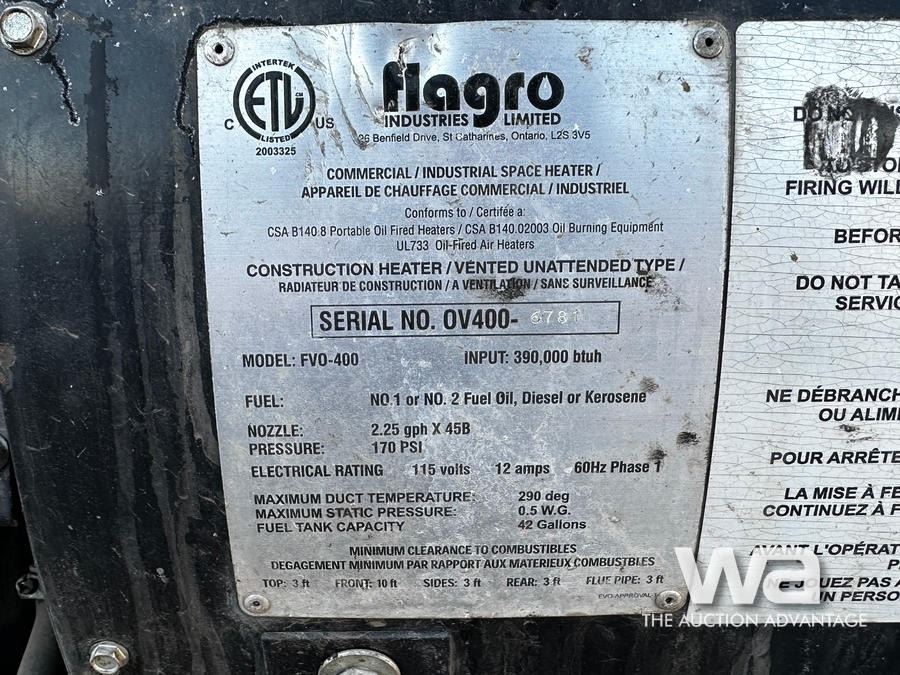 INTERTEK
ETL CM
C US
LISTED
2003325
flagro
INDUSTRIES LIMITED
26 Benfield Drive, St Catharines, Ontario, L2S 3V5
COMMERCIAL / INDUSTRIAL SPACE HEATER /
APPAREIL DE CHAUFFAGE COMMERCIAL / INDUSTRIEL
Conforms to / Certifée a:
CSA B140.8 Portable Oil Fired Heaters / CSA B140.02003 Oil Burning Equipment
UL733 Oil-Fired Air Heaters
CONSTRUCTION HEATER / VENTED UNATTENDED TYPE /
RADIATEUR DE CONSTRUCTION / A VENTILATION / SANS SURVEILLANCE
SERIAL NO. OV400- 6781
MODEL: FVO-400 INPUT: 390,000 btuh
FUEL: NO.1 or NO. 2 Fuel Oil, Diesel or Kerosene
NOZZLE: 2.25 gph X 45B
PRESSURE: 170 PSI
ELECTRICAL RATING 115 volts 12 amps 60Hz Phase 1
MAXIMUM DUCT TEMPERATURE: 290 deg
MAXIMUM STATIC PRESSURE: 0.5 W.G.
FUEL TANK CAPACITY 42 Gallons
MINIMUM CLEARANCE TO COMBUSTIBLES
DEGAGEMENT MINIMUM PAR RAPPORT AUX MATERIEUX COMBUSTIBLES
TOP: 3 ft FRONT: 10 ft SIDES: 3 ft REAR: 3 ft FLUE PIPE: 3 ft
DO NO
FIRING WILL
BEFOR
DO NOT TA
SERVIC
NE DÉBRANCH
OU ALIM
POUR ARRÊTE
LA MISE À FE
CONTINUEZ À F
AVANT L'OPÉRAT
P
NE JOUEZ PAS A
UN PERSO
wa
THE AUCTION ADVANTAGE